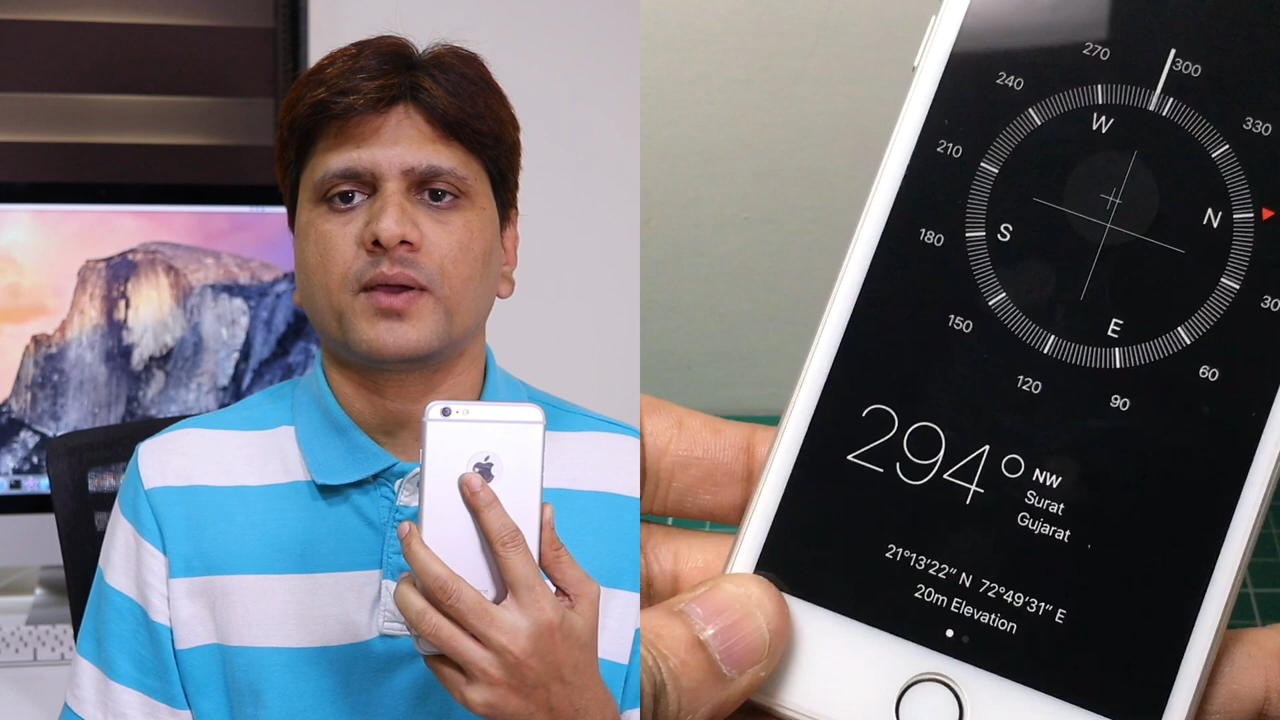 270
300
240
330
W
210
N
S
180
30
150
E
60
120
90
294° NW
Surat
Gujarat
21°13'22" N 72°49'31" E
20m Elevation